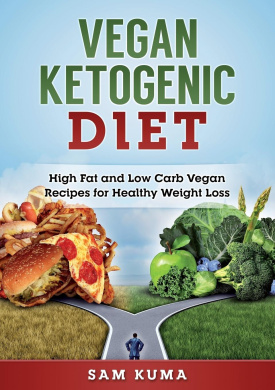 VEGAN
KETOGENIC
DIET
High Fat and Low Carb Vegan
Recipes for Healthy Weight Loss
SAM KUMA